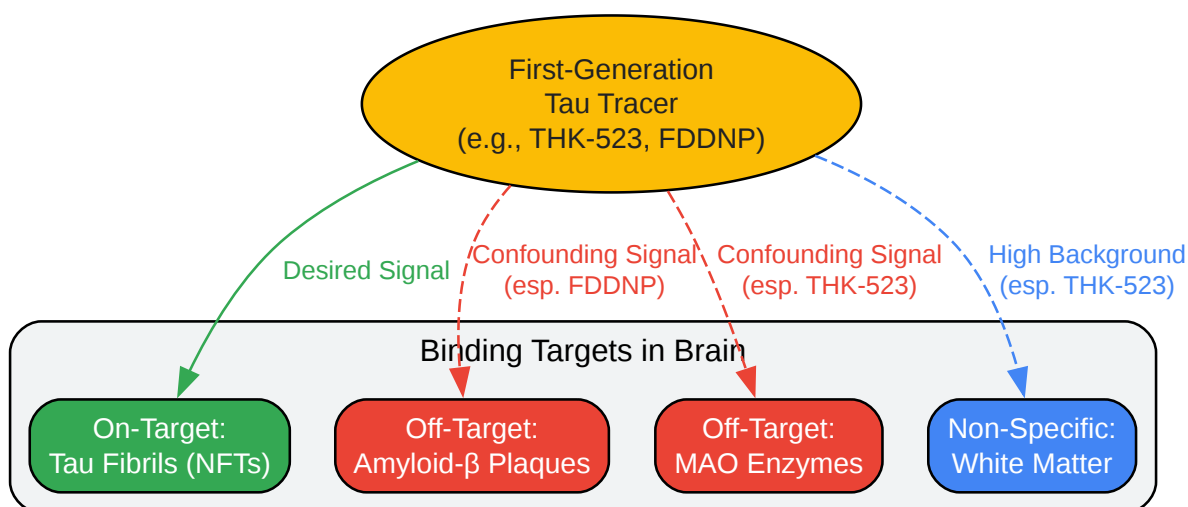 First-Generation
Tau Tracer
(e.g., THK-523, FDDNP)
Desired Signal
Confounding Signal
(esp. FDDNP)
Confounding Signal
(esp. THK-523)
High Background
(esp. THK-523)
Binding Targets in Brain
On-Target:
Tau Fibrils (NFTs)
Off-Target:
Amyloid-β Plaques
Off-Target:
MAO Enzymes
Non-Specific:
White Matter